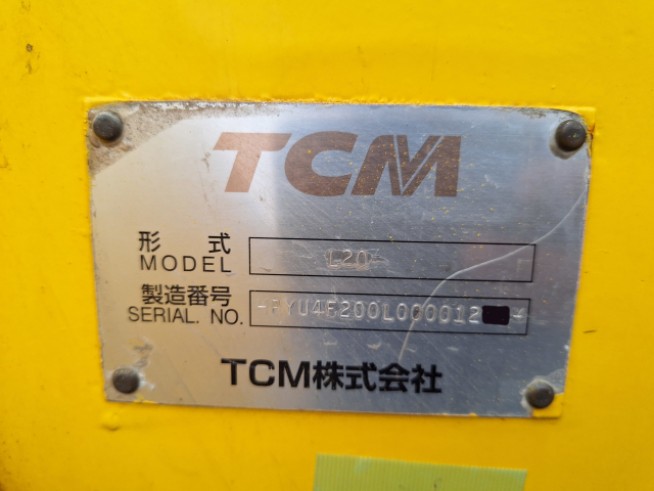 TCM
形 式
MODEL L20
製造番号
SERIAL. NO.
TCM株式会社